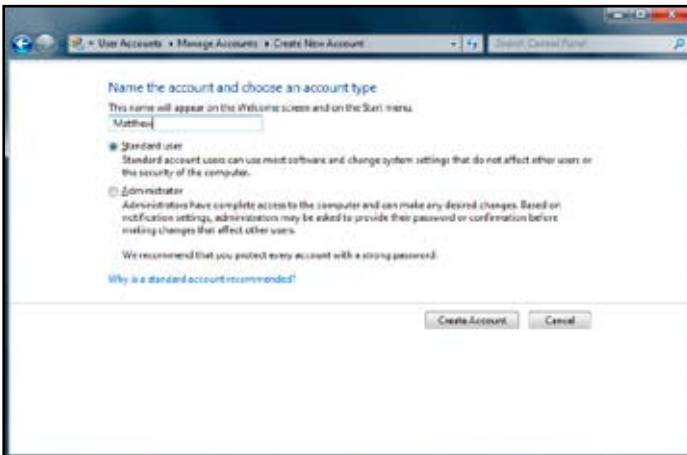 User Accounts ▸ Manage Accounts ▸ Create New Account
Search Control Panel
Name the account and choose an account type
This name will appear on the Welcome screen and on the Start menu.
Matthew
Standard user
Standard account users can use most software and change system settings that do not affect other users or
the security of the computer.
Administrator
Administrators have complete access to the computer and can make any desired changes. Based on
notification settings, administrators may be asked to provide their password or confirmation before
making changes that affect other users.
We recommend that you protect every account with a strong password.
Why is a standard account recommended?
Create Account
Cancel